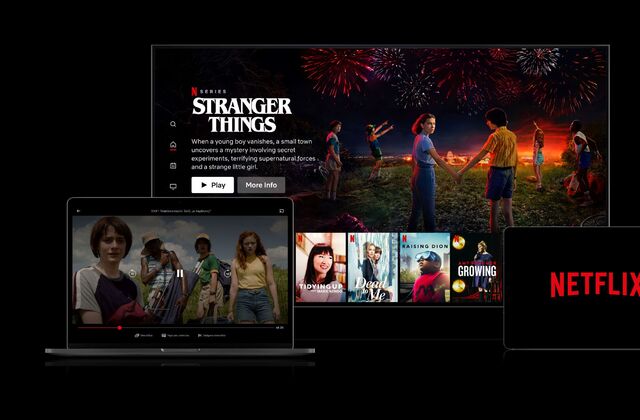 N SERIES
STRANGER
THINGS
When a young boy vanishes, a small town
uncovers a mystery involving secret
experiments, terrifying supernatural forces
and a strange little girl.
Play
More Info
TIDYING UP
WITH MARIE KONDO
Dead
to Me
RAISING DION
GROWING
NETFLIX